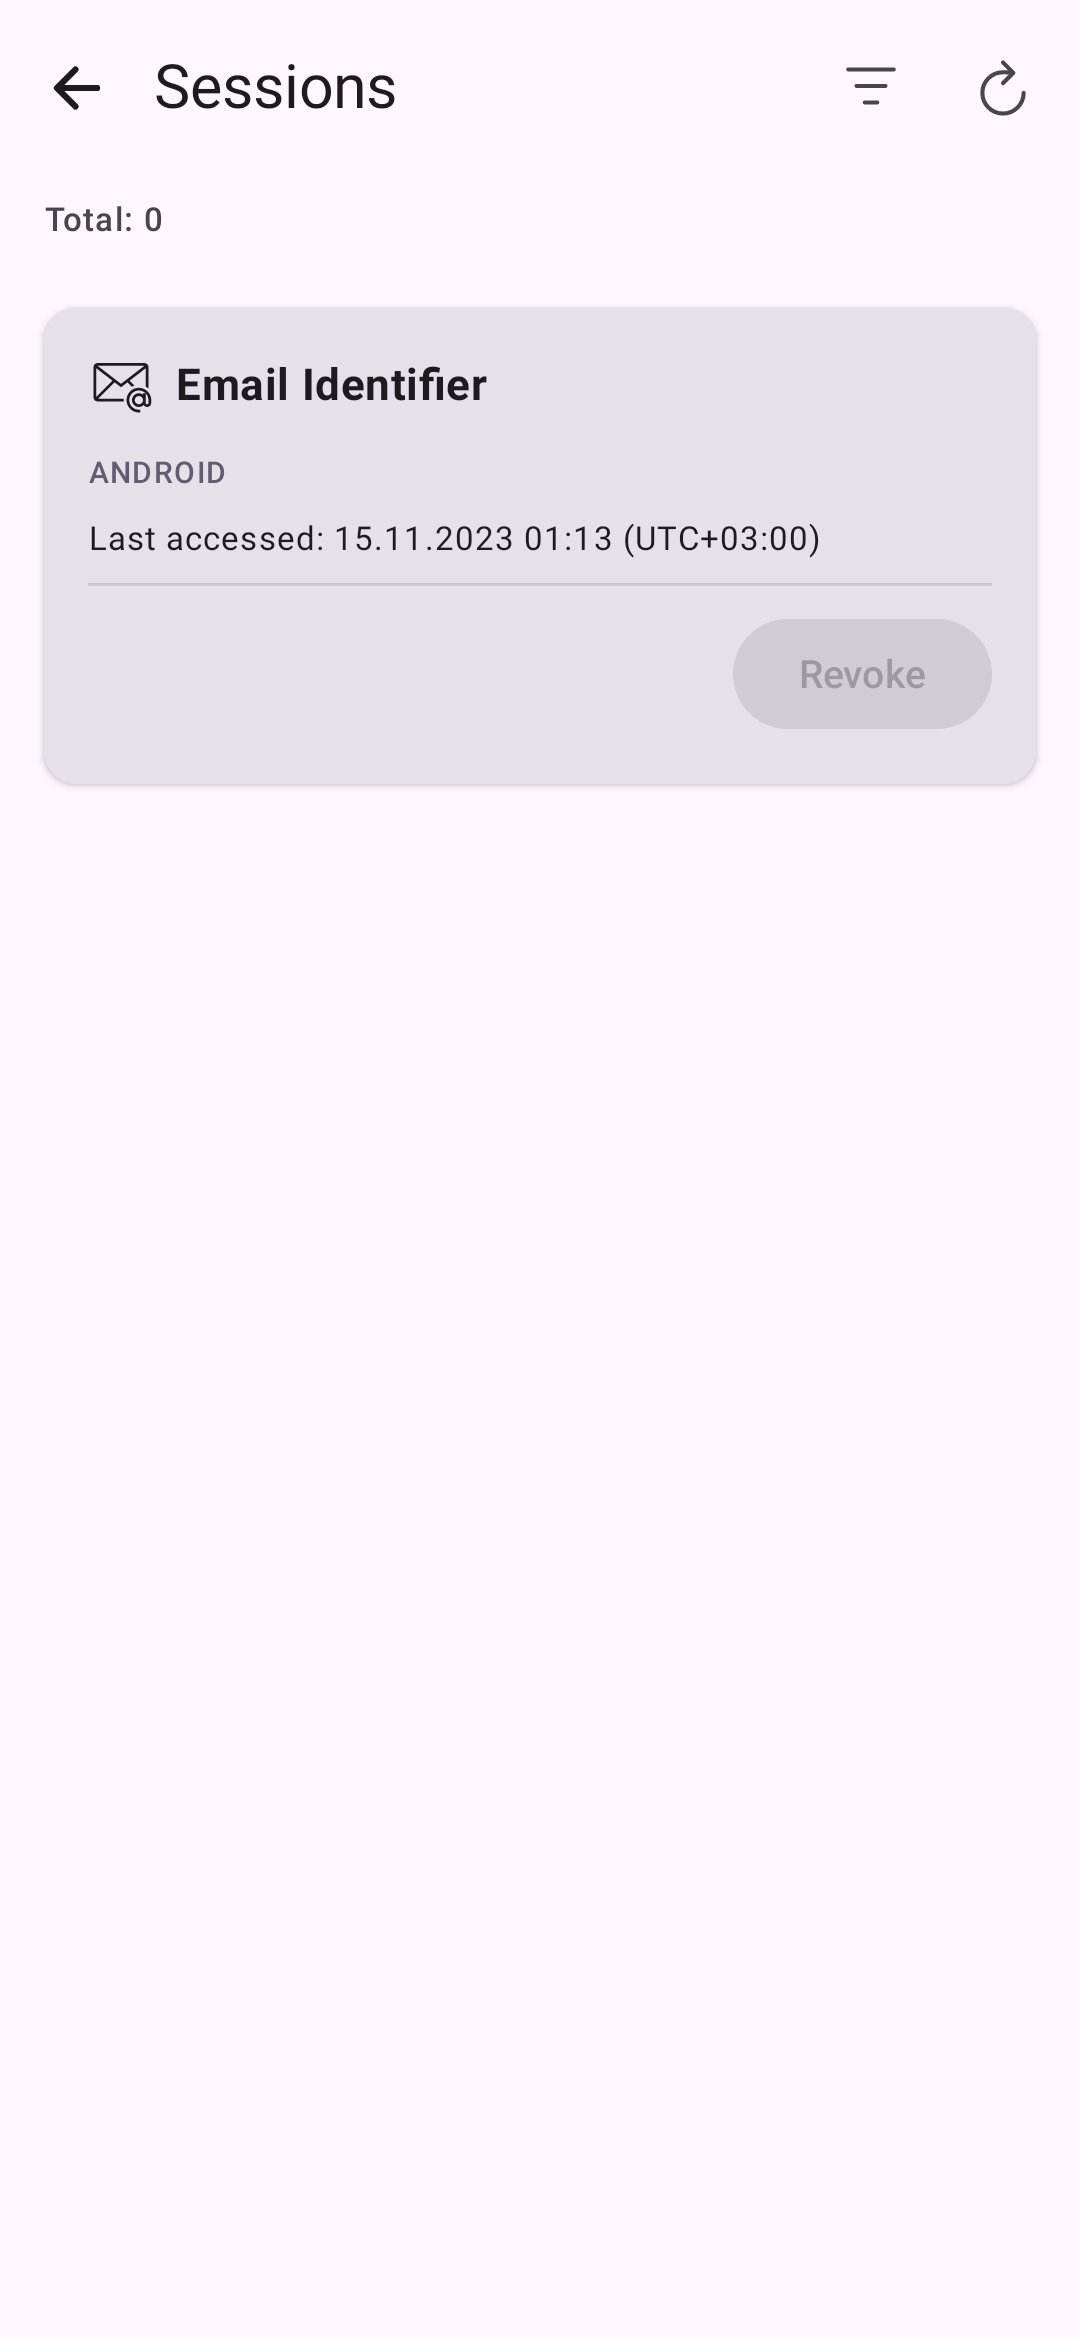 Sessions
Total: 0
Email Identifier
ANDROID
Last accessed: 15.11.2023 01:13 (UTC+03:00)
Revoke